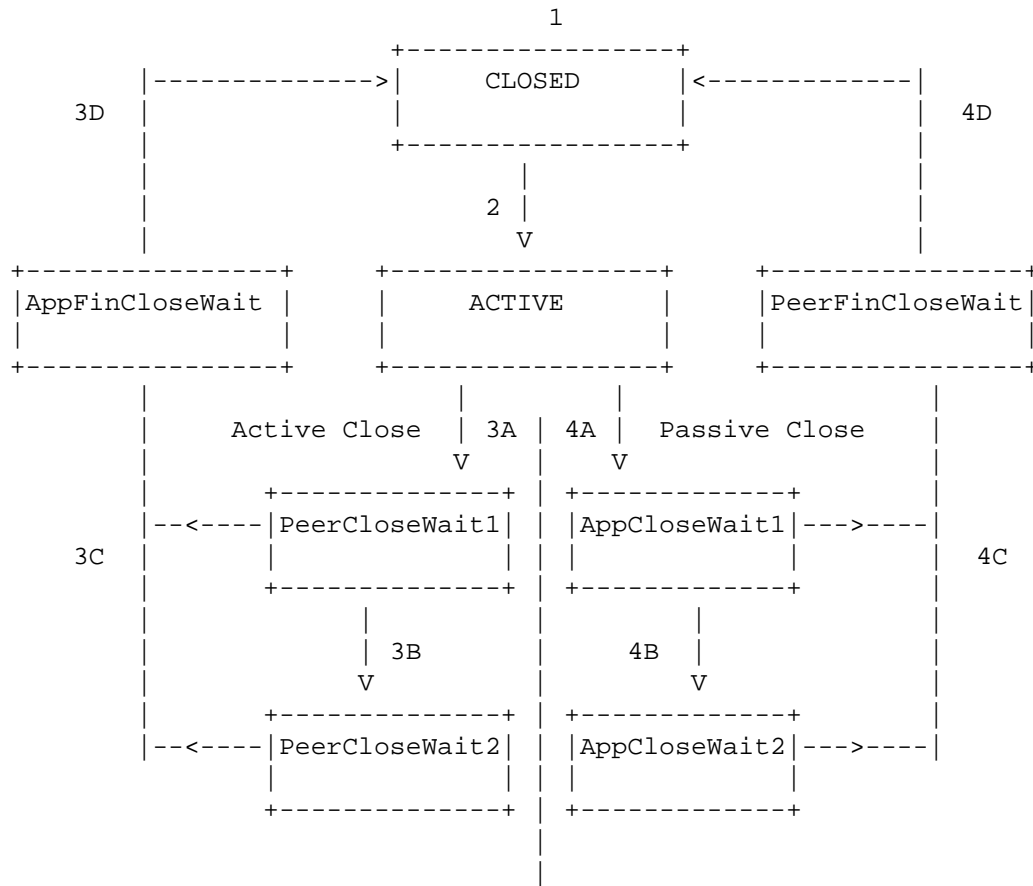 1
CLOSED
3D 4D
2
AppFinCloseWait ACTIVE PeerFinCloseWait
Active Close 3A 4A Passive Close
PeerCloseWait1 AppCloseWait1
3C 4C
3B 4B
PeerCloseWait2 AppCloseWait2